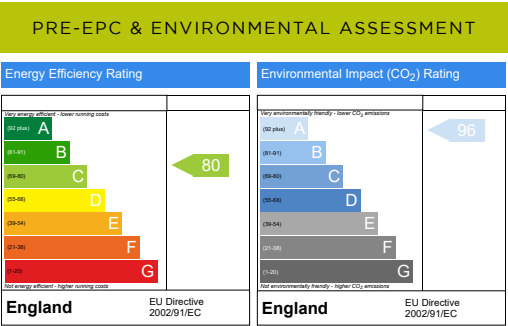 PRE-EPC & ENVIRONMENTAL ASSESSMENT
Energy Efficiency Rating
Very energy efficient - lower running costs
(92 plus) A
(81-91) B
(69-80) C
(55-68) D
(39-54) E
(21-38) F
(1-20) G
80
Not energy efficient - higher running costs
England
EU Directive
2002/91/EC
Environmental Impact (CO₂) Rating
Very environmentally friendly - lower CO₂ emissions
(92 plus) A
(81-91) B
(69-80) C
(55-68) D
(39-54) E
(21-38) F
(1-20) G
96
Not environmentally friendly - higher CO₂ emissions
England
EU Directive
2002/91/EC